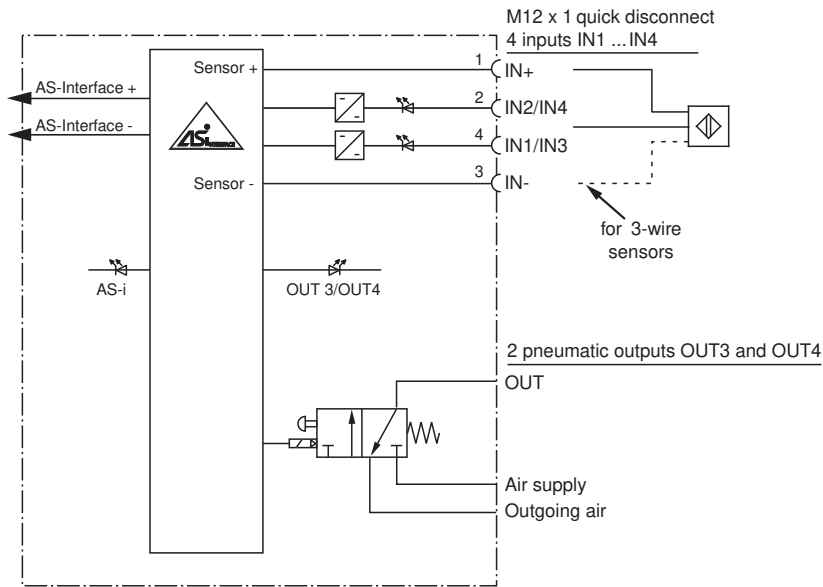 M12 x 1 quick disconnect
4 inputs IN1 ...IN4
Sensor +
1
IN+
AS-Interface +
2
IN2/IN4
AS-Interface -
ASi
INTERFACE
4
IN1/IN3
Sensor -
3
IN-
for 3-wire
sensors
AS-i
OUT 3/OUT4
2 pneumatic outputs OUT3 and OUT4
OUT
Air supply
Outgoing air